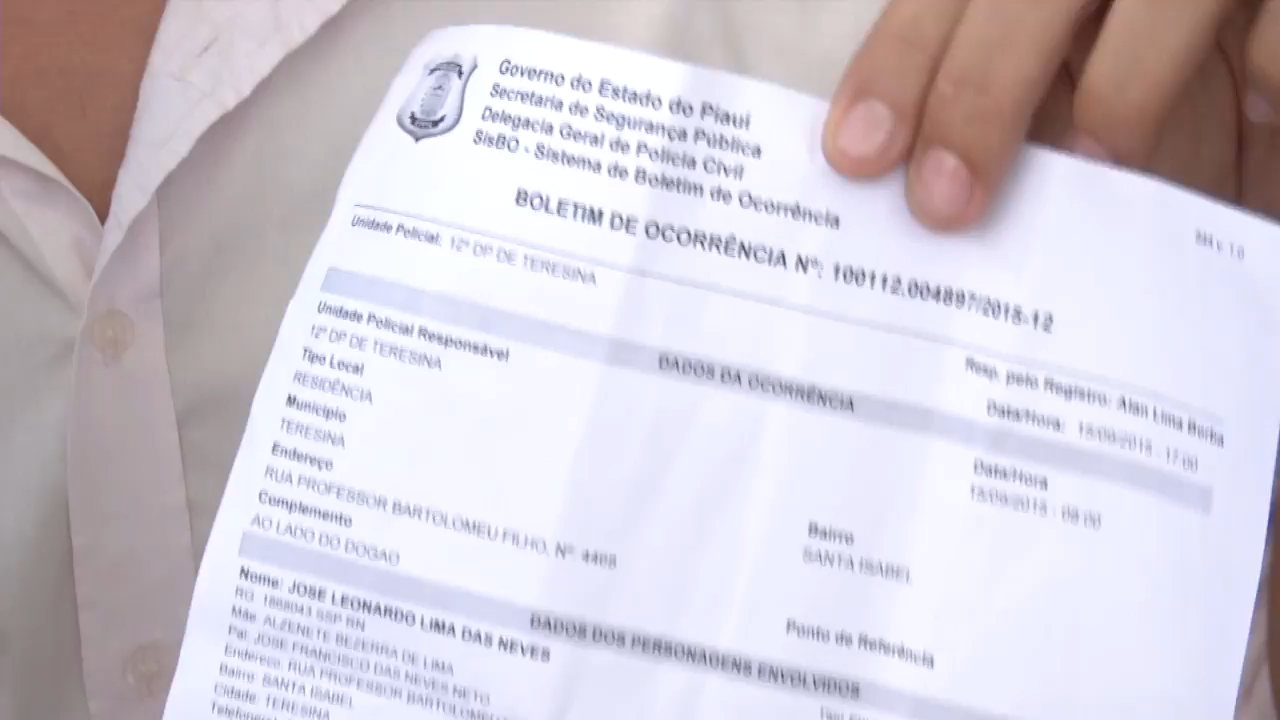 Governo do Estado do Piauí
Secretaria de Segurança Pública
Delegacia Geral de Polícia Civil
SisBO - Sistema de Boletim de Ocorrência
BOLETIM DE OCORRÊNCIA Nº: 100112.004897/2015-12
Unidade Policial: 12º DP DE TERESINA
Resp. pelo Registro: Alan Lima Borba
Data/Hora: 15/09/2015 - 17:00
DADOS DA OCORRÊNCIA
Unidade Policial Responsável
12º DP DE TERESINA
Data/Hora
15/09/2015 - 08:00
Tipo Local
RESIDÊNCIA
Município
TERESINA
Bairro
SANTA ISABEL
Endereço
RUA PROFESSOR BARTOLOMEU FILHO, Nº: 4468
Complemento
AO LADO DO DOGAO
Ponto de Referência
DADOS DOS PERSONAGENS ENVOLVIDOS
Nome: JOSE LEONARDO LIMA DAS NEVES
RG: 1868043 SSP RN
Mãe: ALZENETE BEZERRA DE LIMA
Pai: JOSE FRANCISCO DAS NEVES NETO
Endereço: RUA PROFESSOR BARTOLOMEU
Bairro: SANTA ISABEL
Cidade: TERESINA